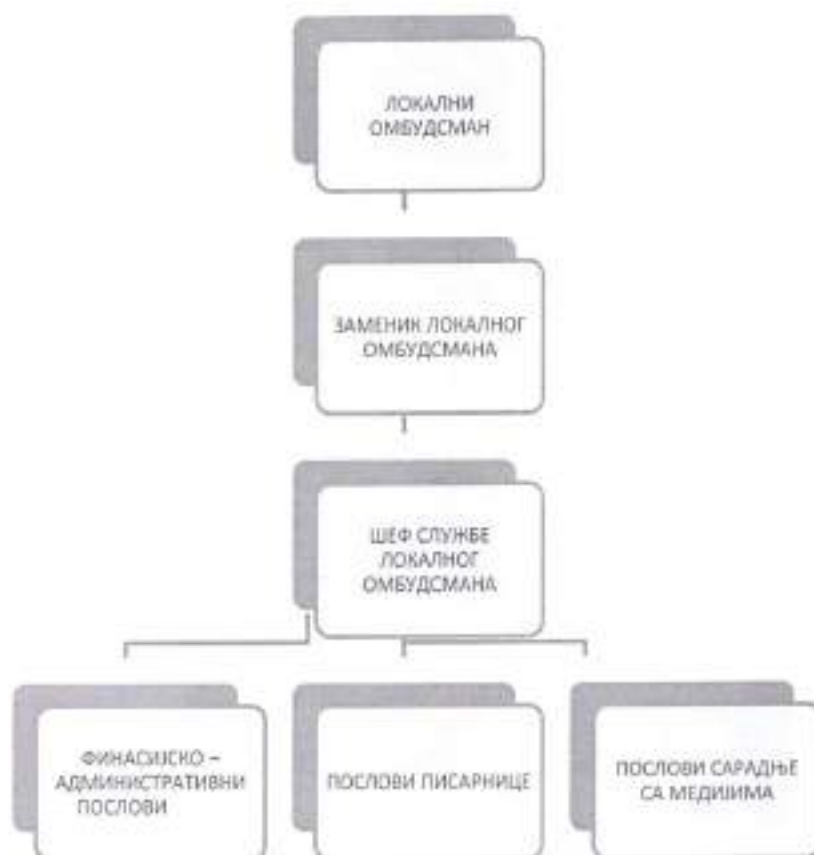 ЛОКАЛНИ
ОМБУДСМАН
ЗАМЕНИК ЛОКАЛНОГ
ОМБУДСМАНА
ШЕФ СЛУЖБЕ
ЛОКАЛНОГ
ОМБУДСМАНА
ФИНАСИЈСКО –
АДМИНИСТРАТИВНИ
ПОСЛОВИ
ПОСЛОВИ ПИСАРНИЦЕ
ПОСЛОВИ САРАДЊЕ
СА МЕДИЈИМА